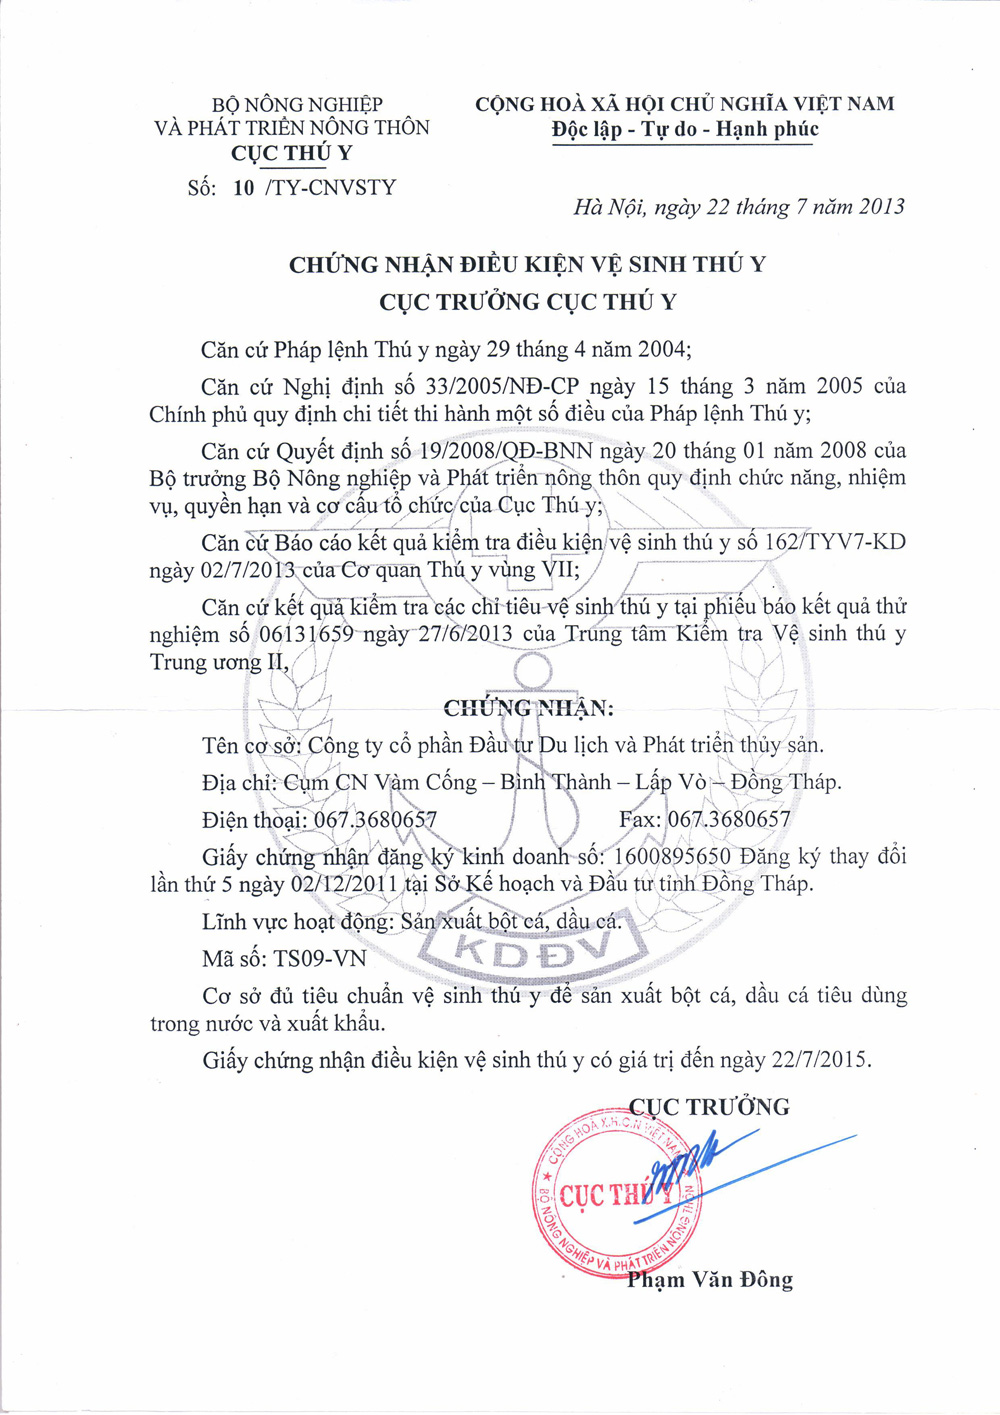 BỘ NÔNG NGHIỆP
VÀ PHÁT TRIỂN NÔNG THÔN
CỤC THÚ Y
Số: 10 /TY-CNVSTY
CỘNG HOÀ XÃ HỘI CHỦ NGHĨA VIỆT NAM
Độc lập - Tự do - Hạnh phúc
Hà Nội, ngày 22 tháng 7 năm 2013
CHỨNG NHẬN ĐIỀU KIỆN VỆ SINH THÚ Y
CỤC TRƯỞNG CỤC THÚ Y
Căn cứ Pháp lệnh Thú y ngày 29 tháng 4 năm 2004;
Căn cứ Nghị định số 33/2005/NĐ-CP ngày 15 tháng 3 năm 2005 của
Chính phủ quy định chi tiết thi hành một số điều của Pháp lệnh Thú y;
Căn cứ Quyết định số 19/2008/QĐ-BNN ngày 20 tháng 01 năm 2008 của
Bộ trưởng Bộ Nông nghiệp và Phát triển nông thôn quy định chức năng, nhiệm
vụ, quyền hạn và cơ cấu tổ chức của Cục Thú y;
Căn cứ Báo cáo kết quả kiểm tra điều kiện vệ sinh thú y số 162/TYV7-KD
ngày 02/7/2013 của Cơ quan Thú y vùng VII;
Căn cứ kết quả kiểm tra các chỉ tiêu vệ sinh thú y tại phiếu báo kết quả thử
nghiệm số 06131659 ngày 27/6/2013 của Trung tâm Kiểm tra Vệ sinh thú y
Trung ương II,
CHỨNG NHẬN:
Tên cơ sở: Công ty cổ phần Đầu tư Du lịch và Phát triển thủy sản.
Địa chỉ: Cụm CN Vàm Cống – Bình Thành – Lấp Vò – Đồng Tháp.
Điện thoại: 067.3680657 Fax: 067.3680657
Giấy chứng nhận đăng ký kinh doanh số: 1600895650 Đăng ký thay đổi
lần thứ 5 ngày 02/12/2011 tại Sở Kế hoạch và Đầu tư tỉnh Đồng Tháp.
Lĩnh vực hoạt động: Sản xuất bột cá, dầu cá.
KDĐV
Mã số: TS09-VN
Cơ sở đủ tiêu chuẩn vệ sinh thú y để sản xuất bột cá, dầu cá tiêu dùng
trong nước và xuất khẩu.
Giấy chứng nhận điều kiện vệ sinh thú y có giá trị đến ngày 22/7/2015.
CỤC TRƯỞNG
CỘNG HOÀ X.H.C.N VIỆT NAM
CỤC THÚ Y
BỘ NÔNG NGHIỆP VÀ PHÁT TRIỂN NÔNG THÔN
Phạm Văn Đông